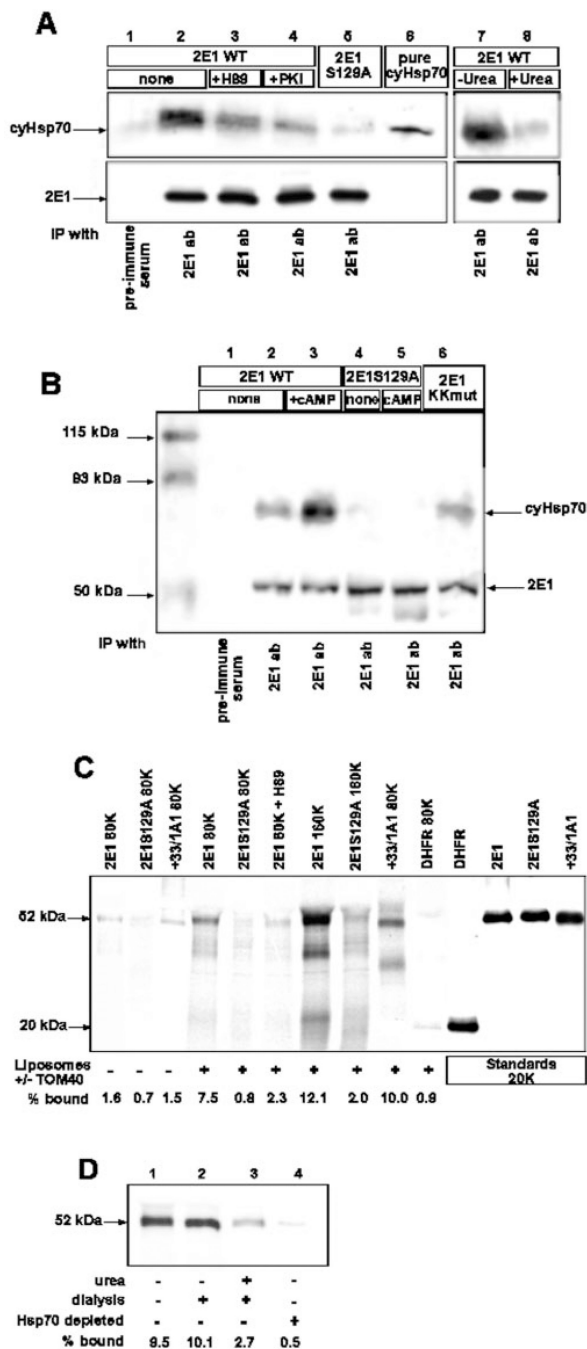 A
1 2 3 4 5 6 7 8
2E1 WT 2E1 S129A pure cyHsp70 2E1 WT
none +H89 +PKI -Urea +Urea
cyHsp70
2E1
IP with
pre-immune serum 2E1 ab 2E1 ab 2E1 ab 2E1 ab 2E1 ab 2E1 ab
B
1 2 3 4 5 6
2E1 WT 2E1S129A 2E1 KKmut
none +cAMP none cAMP
115 kDa
93 kDa
cyHsp70
2E1
50 kDa
IP with
pre-immune serum 2E1 ab 2E1 ab 2E1 ab 2E1 ab 2E1 ab
C
2E1 80K 2E1S129A 80K +33/1A1 80K 2E1 80K 2E1S129A 80K 2E1 80K + H89 2E1 160K 2E1S129A 160K +33/1A1 80K DHFR 80K DHFR 2E1 2E1S129A +33/1A1
52 kDa
20 kDa
Liposomes +/- TOM40 - - - + + + + + + + Standards 20K
% bound 1.6 0.7 1.5 7.5 0.8 2.3 12.1 2.0 10.0 0.9
D
1 2 3 4
52 kDa
urea - - + -
dialysis - + + -
Hsp70 depleted - - - +
% bound 9.5 10.1 2.7 0.5